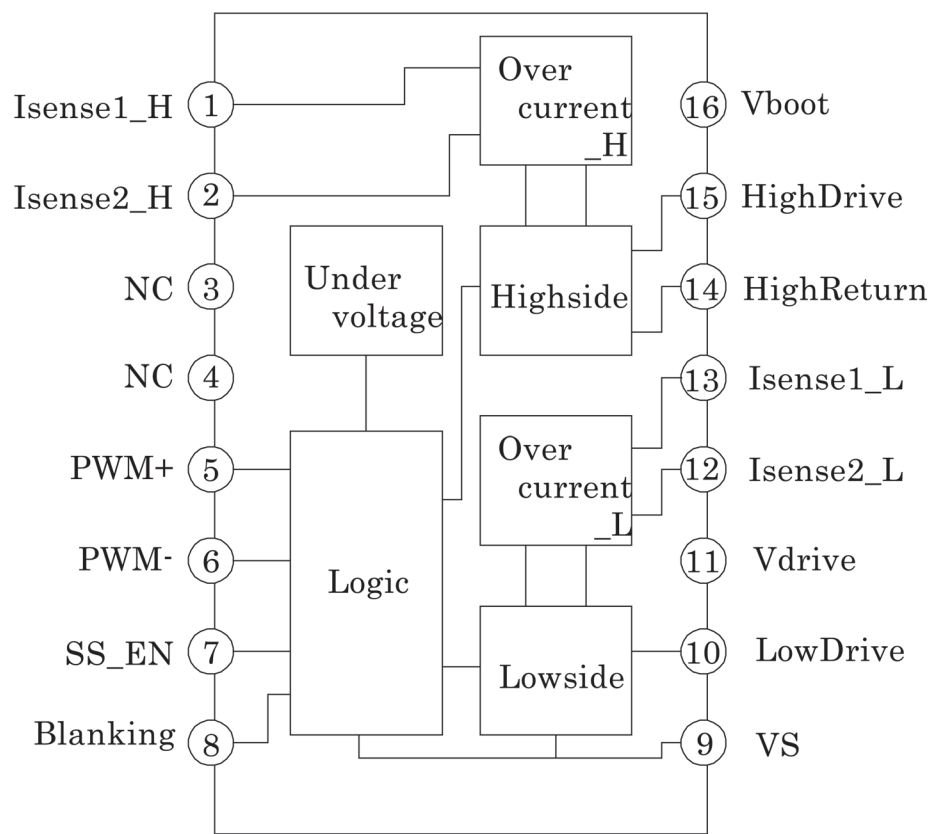 Isense1_H
1
Isense2_H
2
NC
3
NC
4
PWM+
5
PWM-
6
SS_EN
7
Blanking
8
Over
current
_H
Under
voltage
Highside
Over
current
_L
Logic
Lowside
16
Vboot
15
HighDrive
14
HighReturn
13
Isense1_L
12
Isense2_L
11
Vdrive
10
LowDrive
9
VS